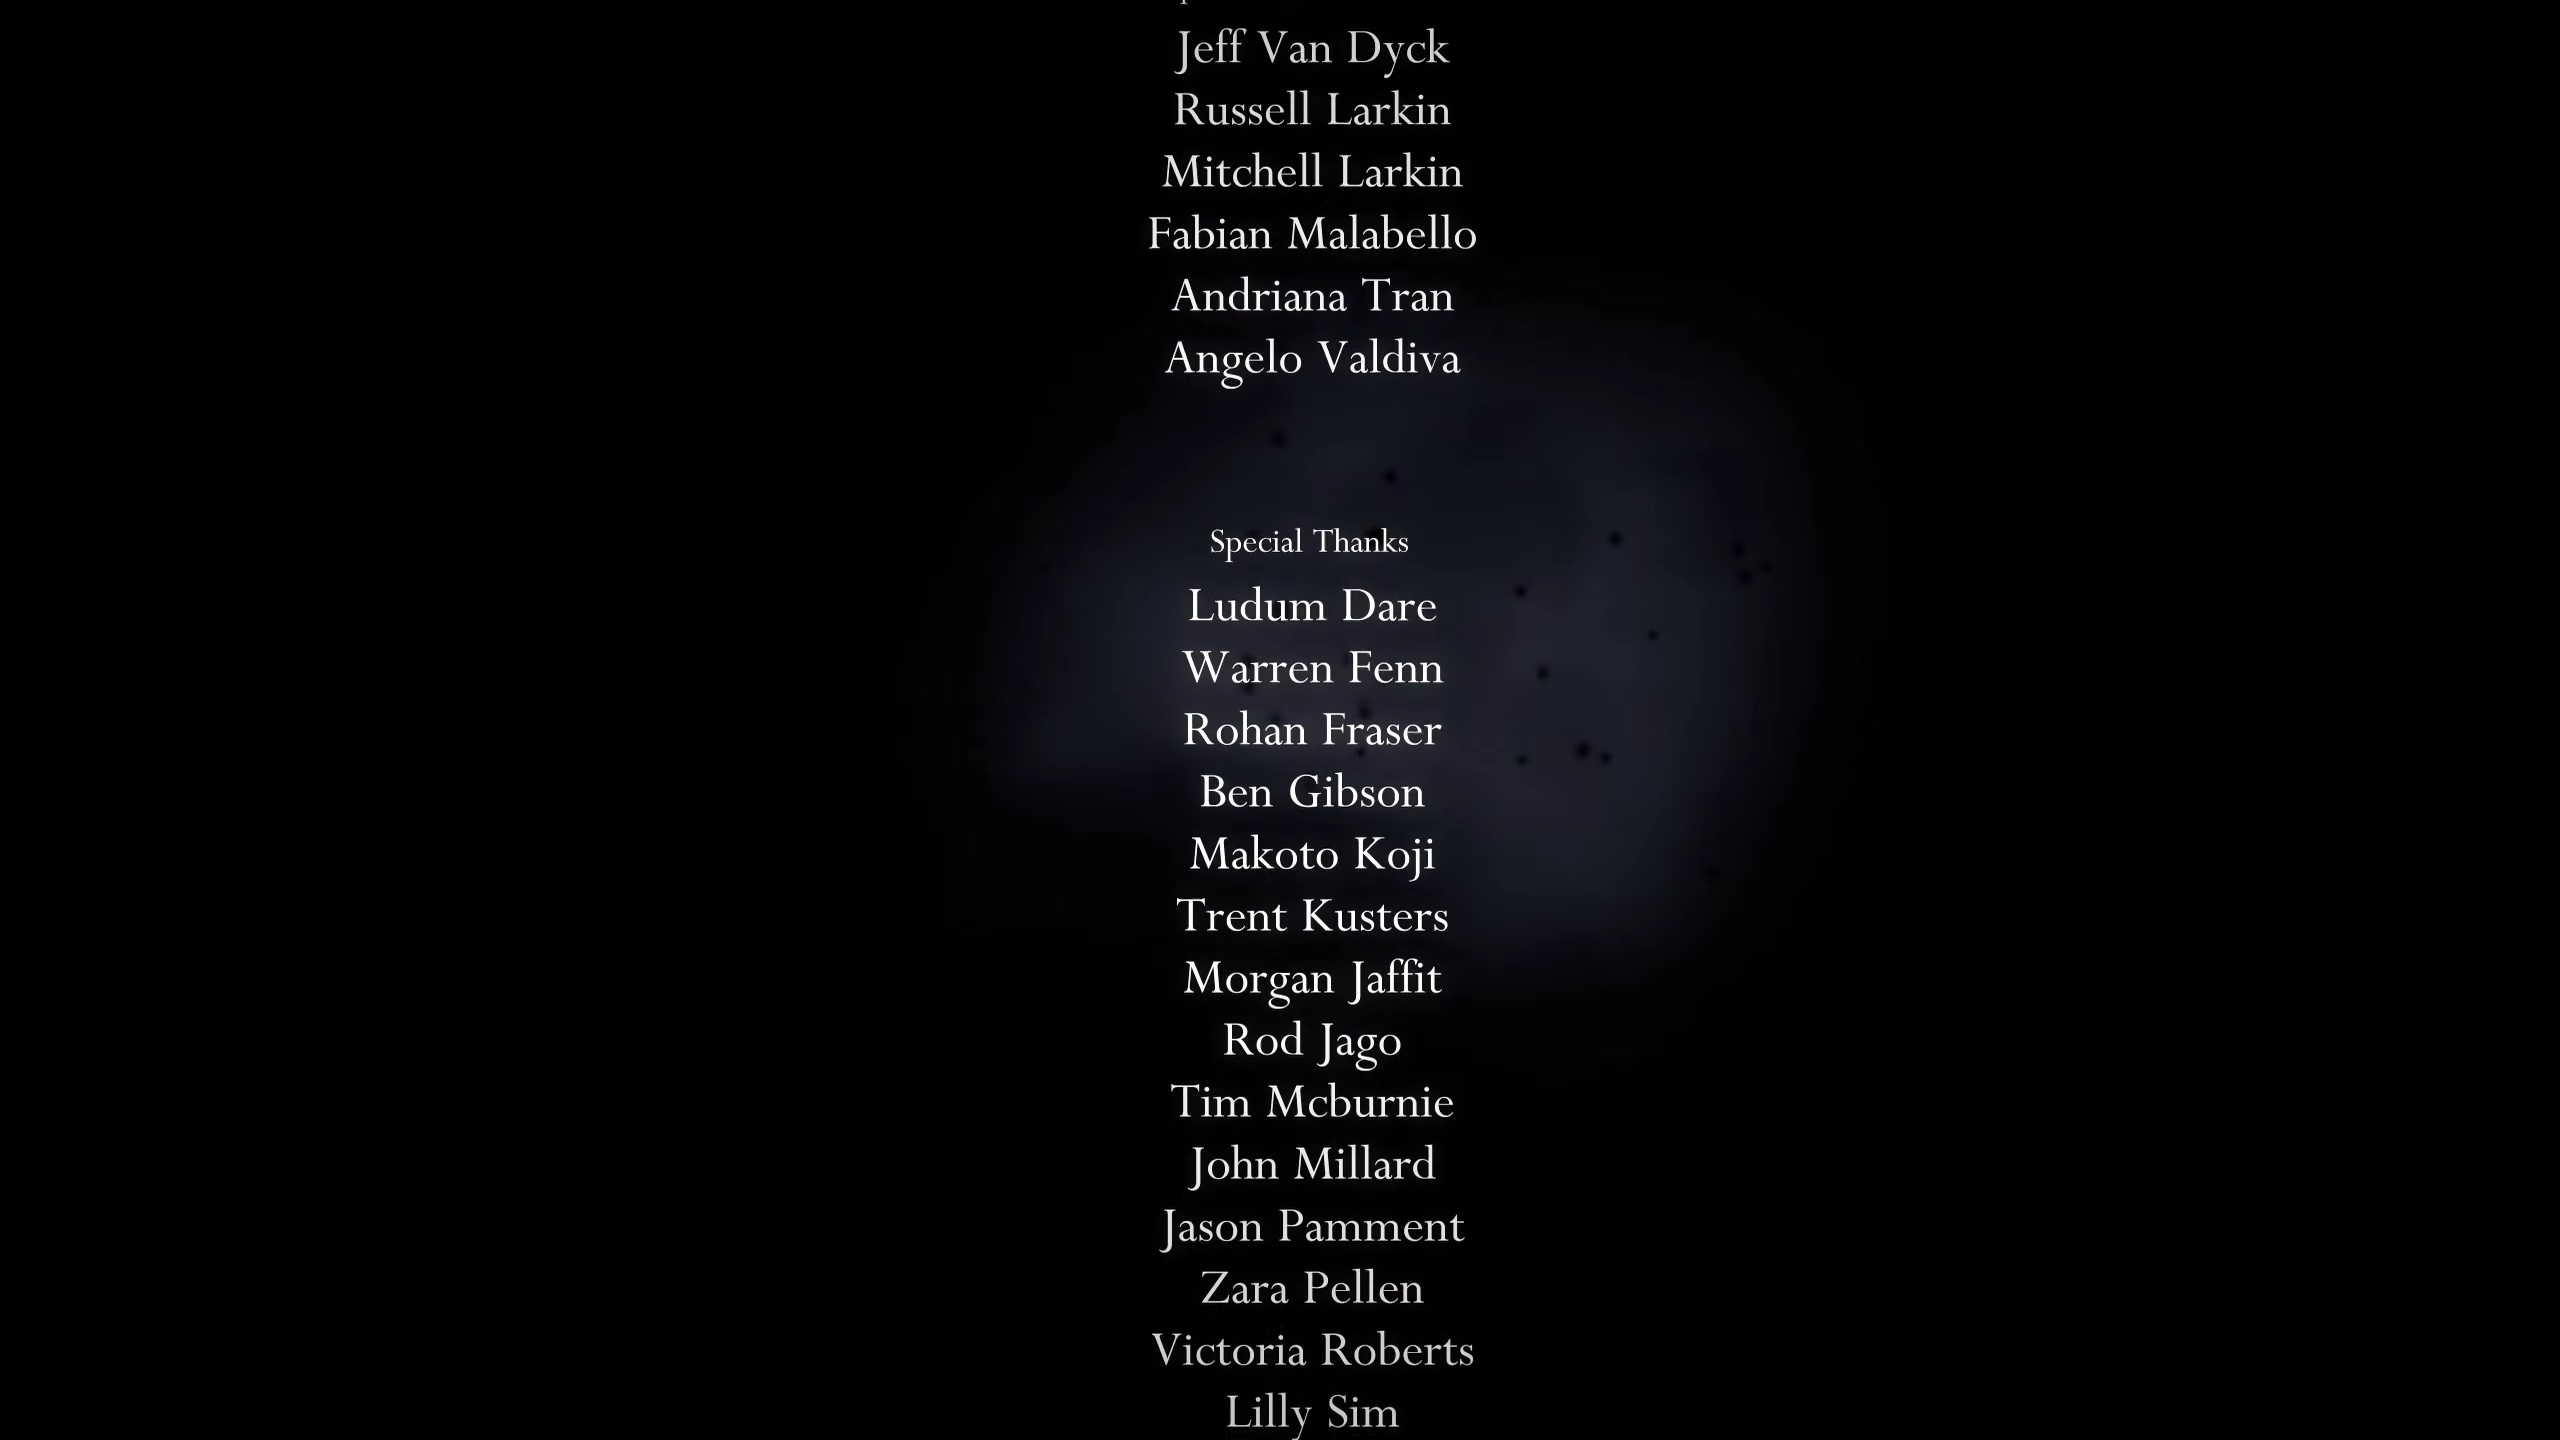 Jeff Van Dyck
Russell Larkin
Mitchell Larkin
Fabian Malabello
Andriana Tran
Angelo Valdiva
Special Thanks
Ludum Dare
Warren Fenn
Rohan Fraser
Ben Gibson
Makoto Koji
Trent Kusters
Morgan Jaffit
Rod Jago
Tim Mcburnie
John Millard
Jason Pamment
Zara Pellen
Victoria Roberts
Lilly Sim